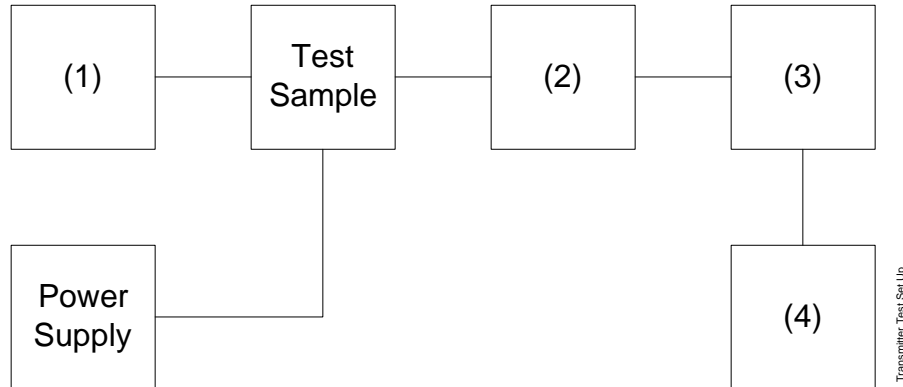 (1)
Test
Sample
(2)
(3)
Power
Supply
(4)
Transmitter Test Set Up